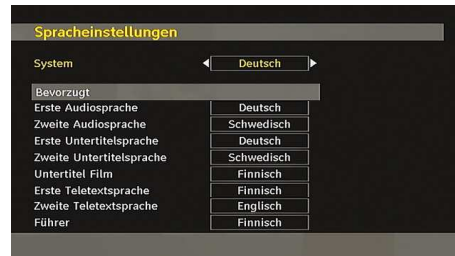 Spracheinstellungen
System Deutsch
Bevorzugt
Erste Audiosprache Deutsch
Zweite Audiosprache Schwedisch
Erste Untertitelsprache Deutsch
Zweite Untertitelsprache Schwedisch
Untertitel Film Finnisch
Erste Teletextsprache Finnisch
Zweite Teletextsprache Englisch
Führer Finnisch